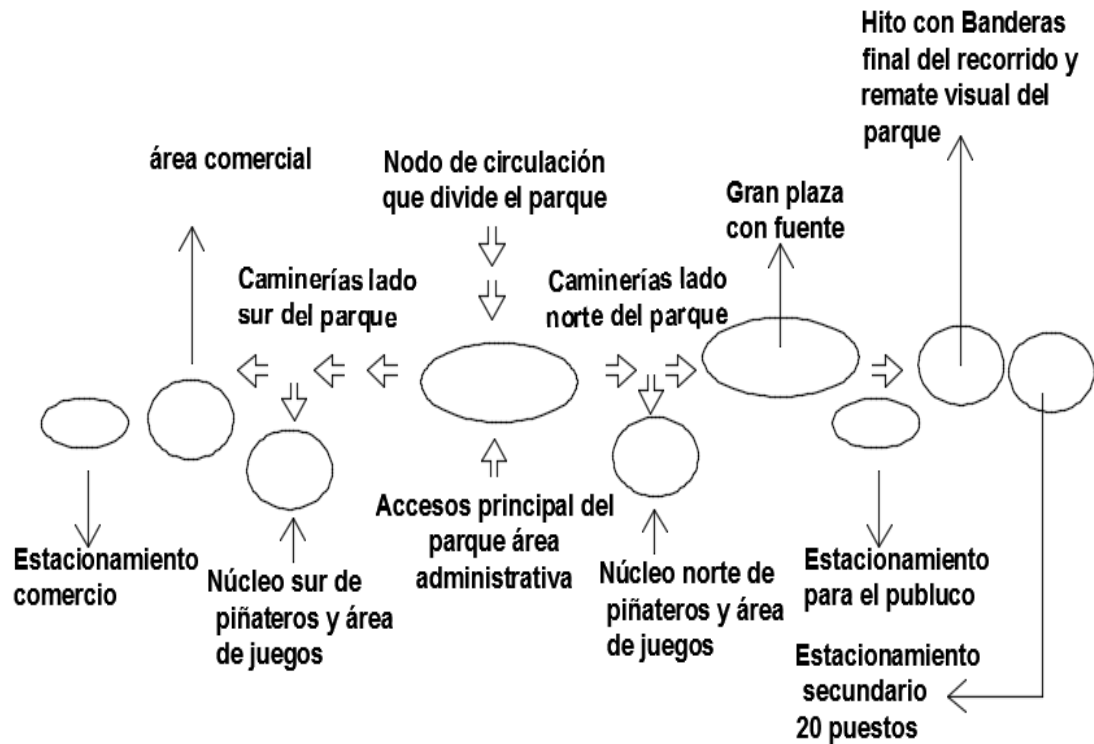 Hito con Banderas
final del recorrido y
remate visual del
parque
área comercial
Nodo de circulación
que divide el parque
Gran plaza
con fuente
Caminerías lado
sur del parque
Caminerías lado
norte del parque
Estacionamiento
comercio
Núcleo sur de
piñateros y área
de juegos
Accesos principal del
parque área
administrativa
Núcleo norte de
piñateros y área
de juegos
Estacionamiento
para el publuco
Estacionamiento
secundario
20 puestos